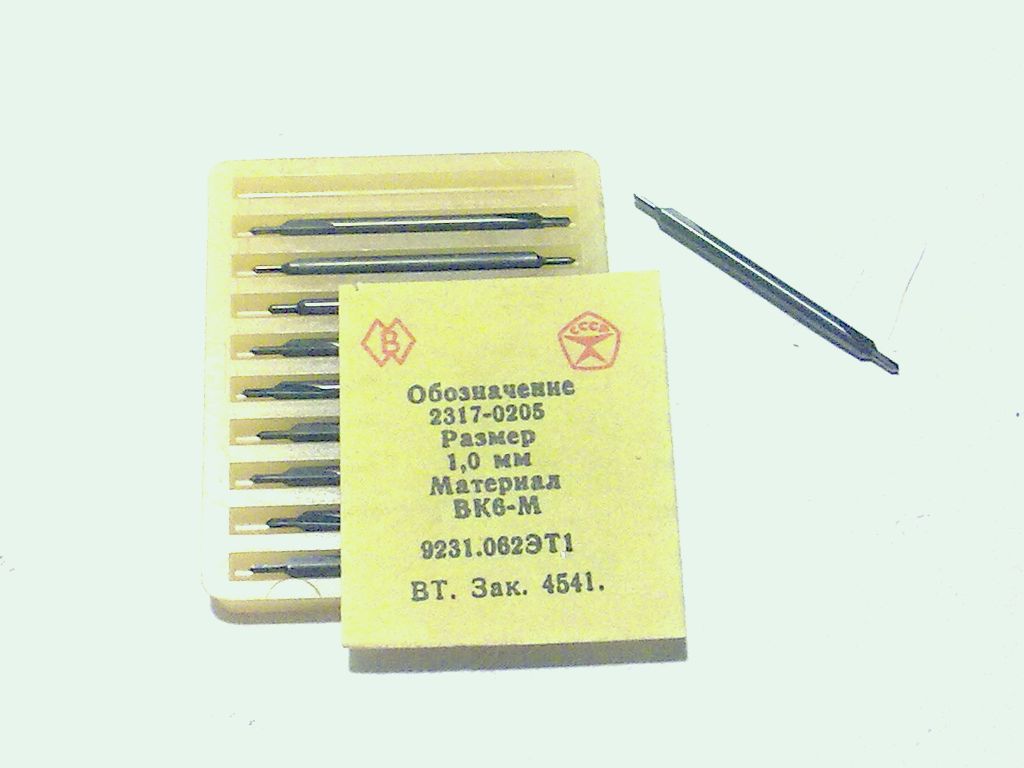 В
СССР
Обозначение
2317-0205
Размер
1,0 мм
Материал
ВК6-М
9231.062ЭТ1
ВТ. Зак. 4541.